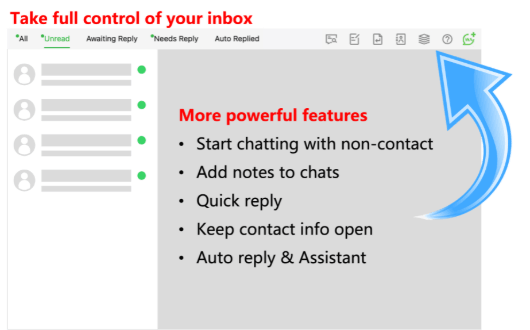 Take full control of your inbox
All Unread Awaiting Reply Needs Reply Auto Replied
More powerful features
• Start chatting with non-contact
• Add notes to chats
• Quick reply
• Keep contact info open
• Auto reply & Assistant